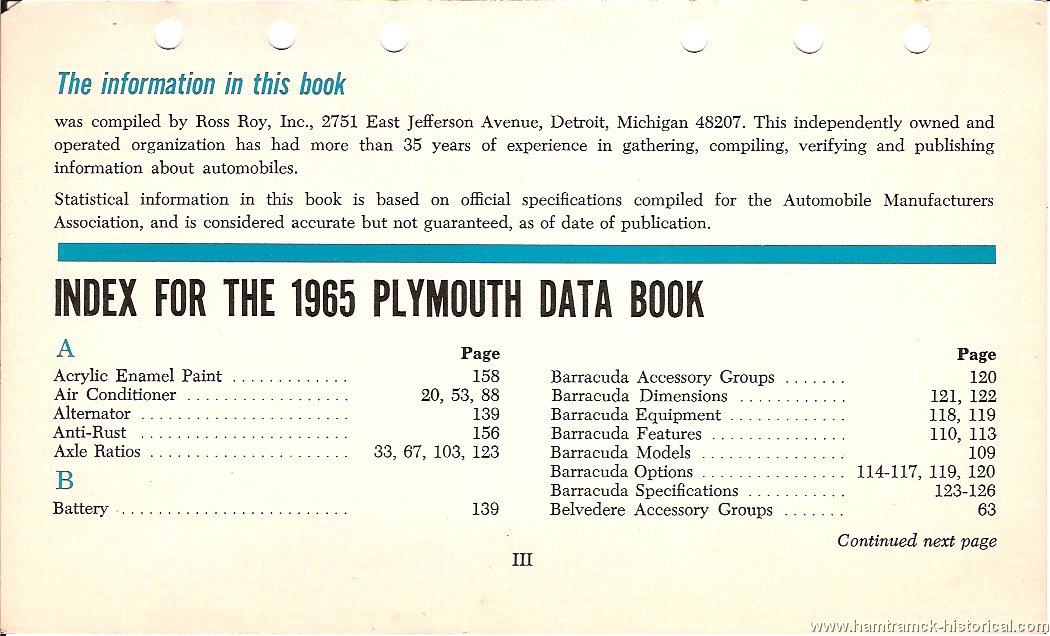 The information in this book
was compiled by Ross Roy, Inc., 2751 East Jefferson Avenue, Detroit, Michigan 48207. This independently owned and
operated organization has had more than 35 years of experience in gathering, compiling, verifying and publishing
information about automobiles.
Statistical information in this book is based on official specifications compiled for the Automobile Manufacturers
Association, and is considered accurate but not guaranteed, as of date of publication.
INDEX FOR THE 1965 PLYMOUTH DATA BOOK
A
Page
Acrylic Enamel Paint ............. 158
Air Conditioner .................. 20, 53, 88
Alternator ....................... 139
Anti-Rust ....................... 156
Axle Ratios ...................... 33, 67, 103, 123
B
Battery ......................... 139
Page
Barracuda Accessory Groups ....... 120
Barracuda Dimensions ............ 121, 122
Barracuda Equipment ............. 118, 119
Barracuda Features ............... 110, 113
Barracuda Models ................ 109
Barracuda Options ................ 114-117, 119, 120
Barracuda Specifications ........... 123-126
Belvedere Accessory Groups ....... 63
Continued next page
III
www.hamtramck-historical.com